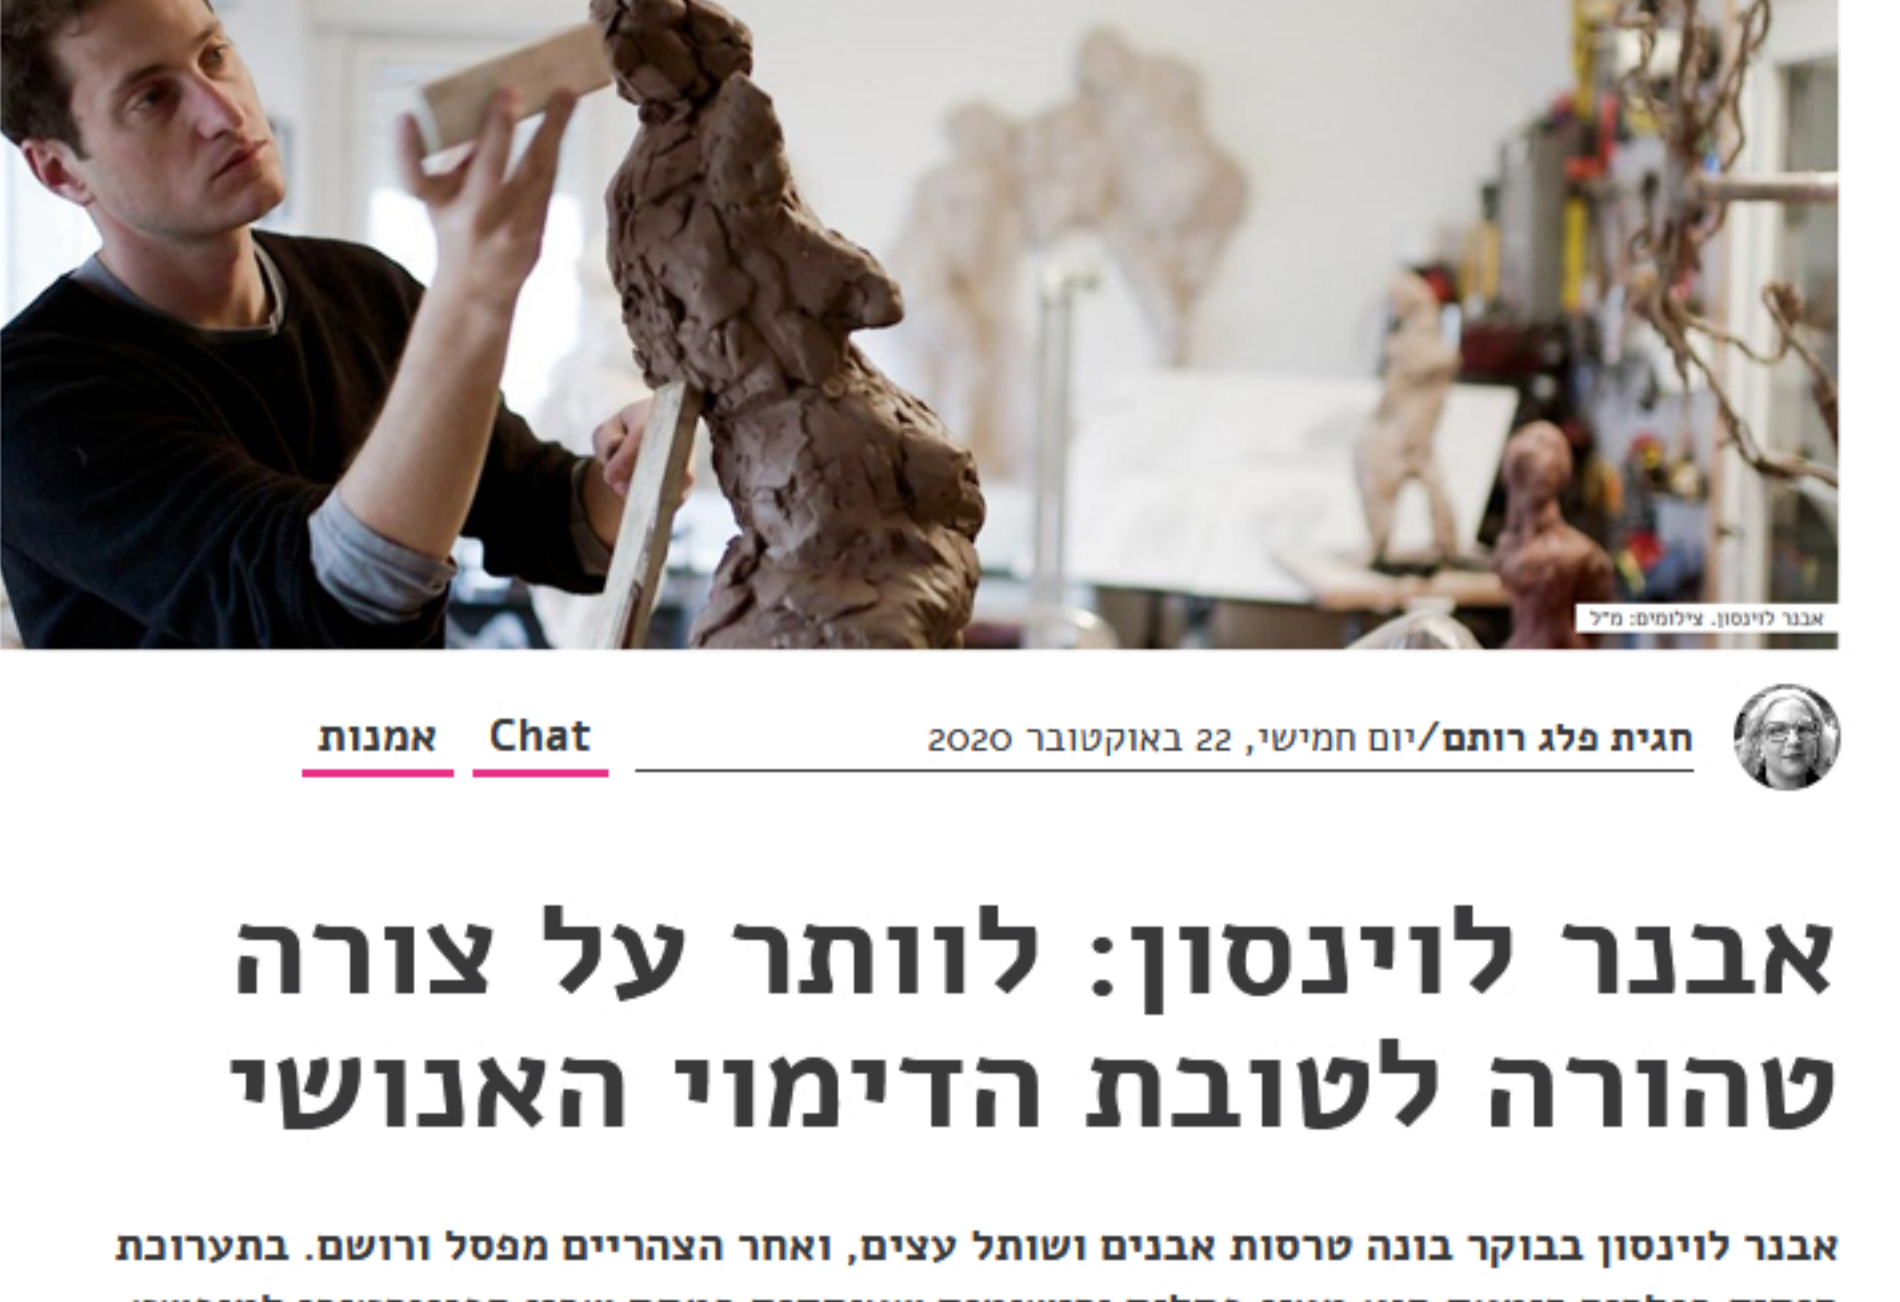 אבנר לוינסון. צילומים: מ״ל
חגית פלג רותם/יום חמישי, 22 באוקטובר 2020 Chat אמנות
אבנר לוינסון: לוותר על צורה
טהורה לטובת הדימוי האנושי
אבנר לוינסון בבוקר בונה טרסות אבנים ושותל עצים, ואחר הצהריים מפסל ורושם. בתערוכת